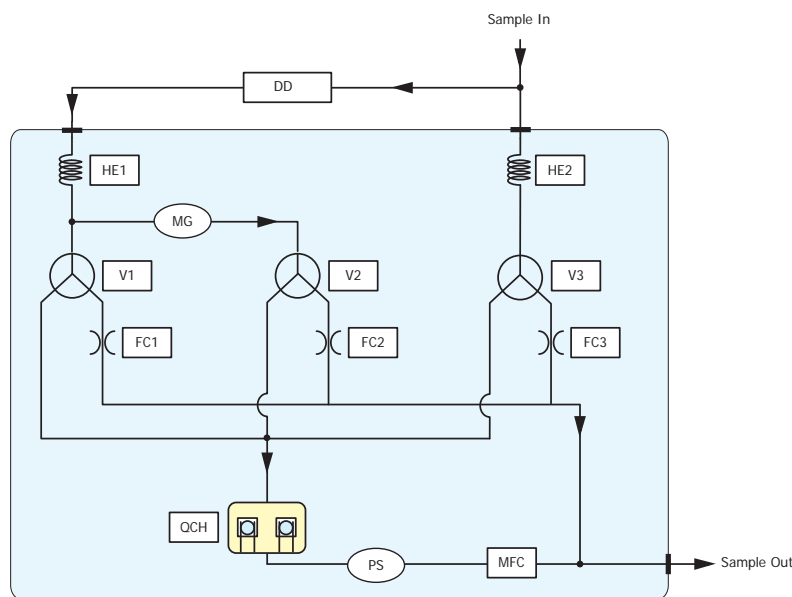 Sample In
DD
HE1
HE2
MG
V1
V2
V3
FC1
FC2
FC3
QCH
PS
MFC
Sample Out